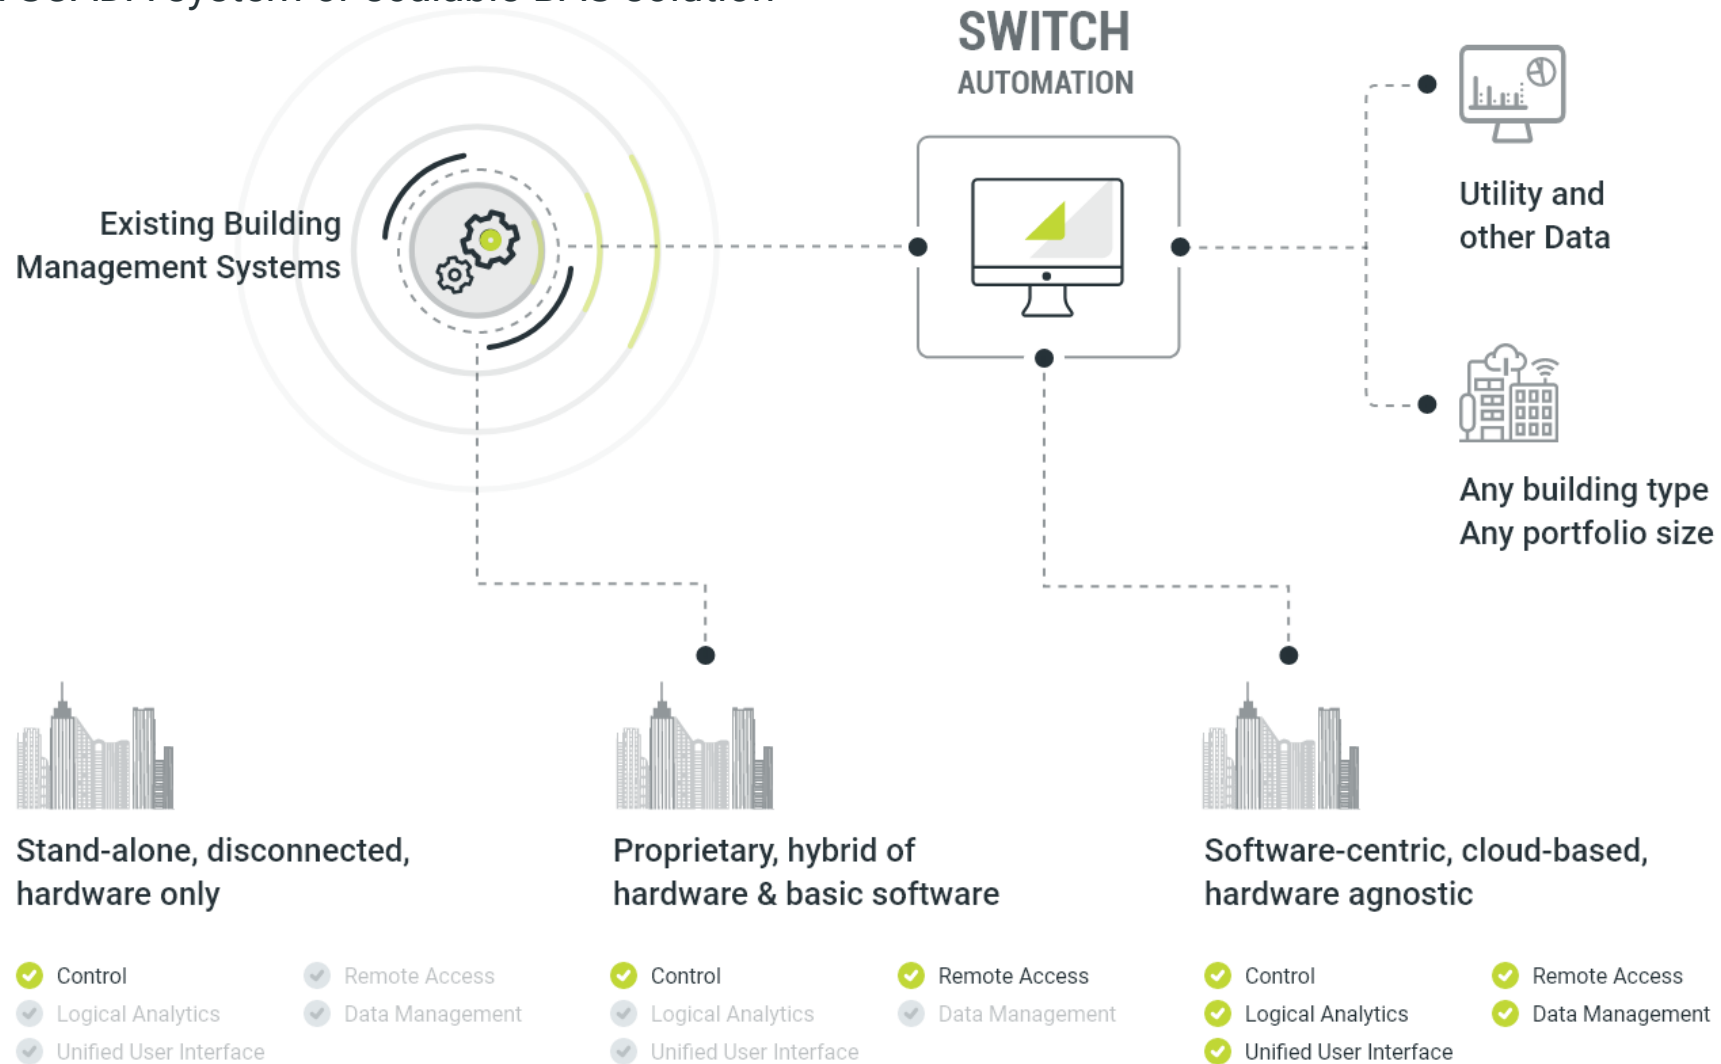 SWITCH
AUTOMATION
Existing Building
Management Systems
Utility and
other Data
Any building type
Any portfolio size
Stand-alone, disconnected,
hardware only
Control
Remote Access
Logical Analytics
Data Management
Unified User Interface
Proprietary, hybrid of
hardware & basic software
Control
Remote Access
Logical Analytics
Data Management
Unified User Interface
Software-centric, cloud-based,
hardware agnostic
Control
Remote Access
Logical Analytics
Data Management
Unified User Interface